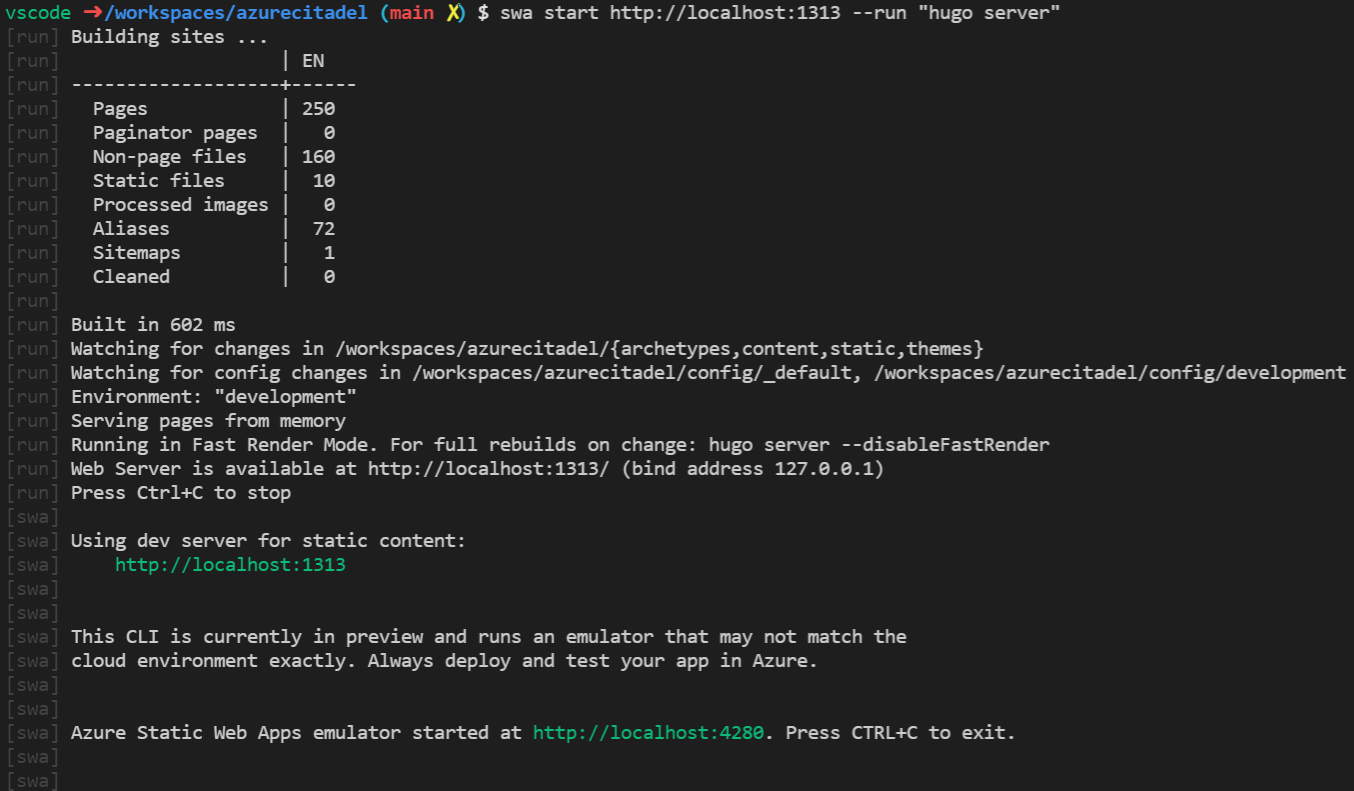 vscode ➜/workspaces/azurecitadel (main ✗) $ swa start http://localhost:1313 --run "hugo server"
[run] Building sites ...
[run]                    | EN
[run] -------------------+------
[run]   Pages            | 250
[run]   Paginator pages  |   0
[run]   Non-page files   | 160
[run]   Static files     |  10
[run]   Processed images |   0
[run]   Aliases          |  72
[run]   Sitemaps         |   1
[run]   Cleaned          |   0
[run]
[run] Built in 602 ms
[run] Watching for changes in /workspaces/azurecitadel/{archetypes,content,static,themes}
[run] Watching for config changes in /workspaces/azurecitadel/config/_default, /workspaces/azurecitadel/config/development
[run] Environment: "development"
[run] Serving pages from memory
[run] Running in Fast Render Mode. For full rebuilds on change: hugo server --disableFastRender
[run] Web Server is available at http://localhost:1313/ (bind address 127.0.0.1)
[run] Press Ctrl+C to stop
[swa]
[swa] Using dev server for static content:
[swa]     http://localhost:1313
[swa]
[swa]
[swa] This CLI is currently in preview and runs an emulator that may not match the
[swa] cloud environment exactly. Always deploy and test your app in Azure.
[swa]
[swa]
[swa] Azure Static Web Apps emulator started at http://localhost:4280. Press CTRL+C to exit.
[swa]
[swa]